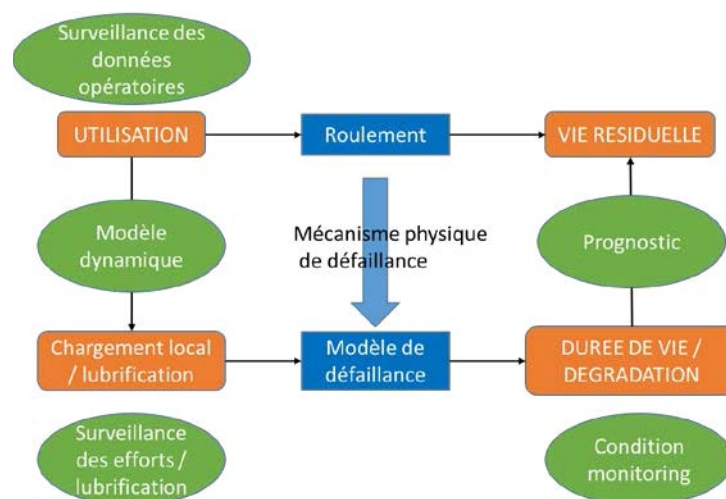 Surveillance des
données
opératoires
UTILISATION
Roulement
VIE RESIDUELLE
Modèle
dynamique
Mécanisme physique
de défaillance
Prognostic
Chargement local
/ lubrification
Modèle de
défaillance
DUREE DE VIE /
DEGRADATION
Surveillance
des efforts /
lubrification
Condition
monitoring